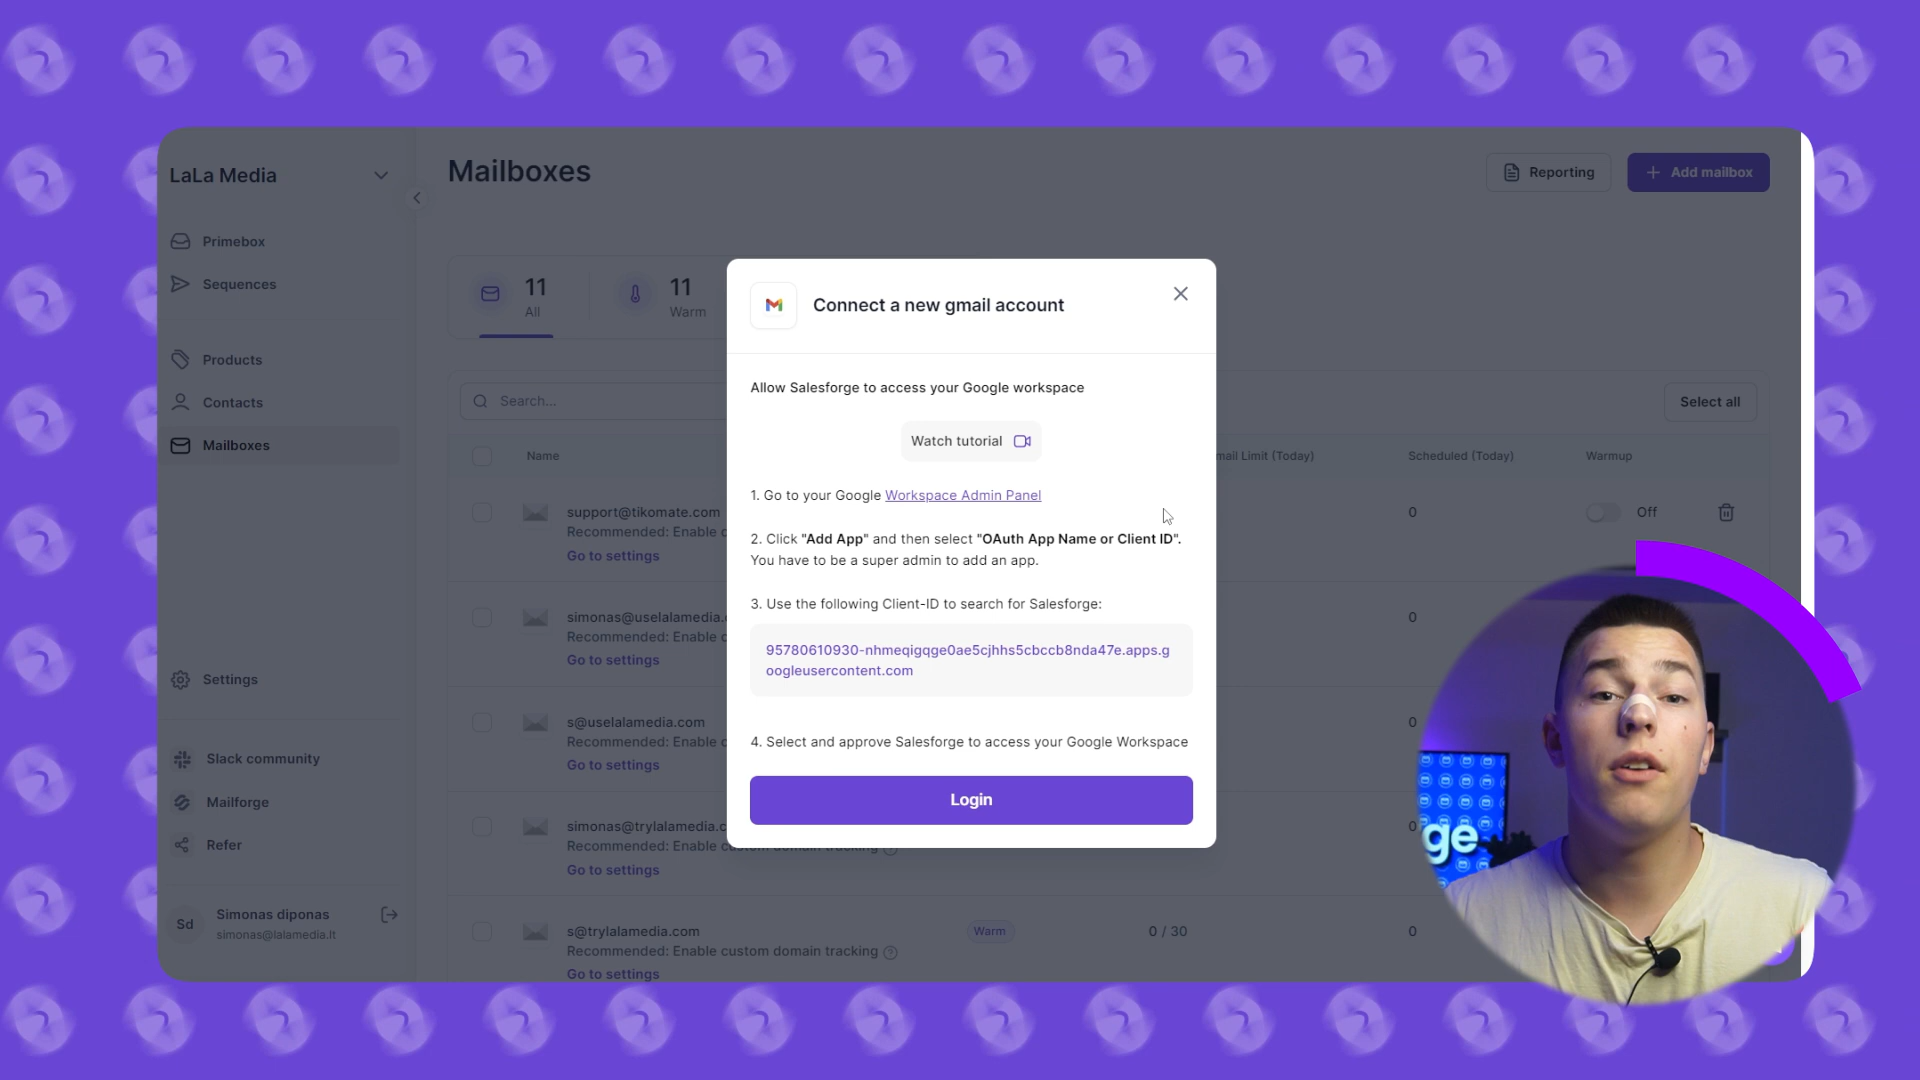 LaLa Media
Primebox
Sequences
Products
Contacts
Mailboxes
Settings
Slack community
Mailforge
Refer
Sd
Simonas diponas
simonas@lalamedia.lt
Mailboxes
Reporting
Add mailbox
11
All
11
Warm
Search...
Select all
Name
mail Limit (Today)
Scheduled (Today)
Warmup
support@tikomate.com
Recommended: Enable c
Go to settings
0
Off
simonas@uselalamedia.
Recommended: Enable c
Go to settings
0
s@uselalamedia.com
Recommended: Enable c
Go to settings
0
simonas@trylalamedia.c
Recommended: Enable custom domain tracking
Go to settings
0
s@trylalamedia.com
Recommended: Enable custom domain tracking
Go to settings
Warm
0 / 30
0
Connect a new gmail account
Allow Salesforge to access your Google workspace
Watch tutorial
1. Go to your Google Workspace Admin Panel
2. Click "Add App" and then select "OAuth App Name or Client ID".
You have to be a super admin to add an app.
3. Use the following Client-ID to search for Salesforge:
95780610930-nhmeqigqge0ae5cjhhs5cbccb8nda47e.apps.g
oogleusercontent.com
4. Select and approve Salesforge to access your Google Workspace
Login
ge